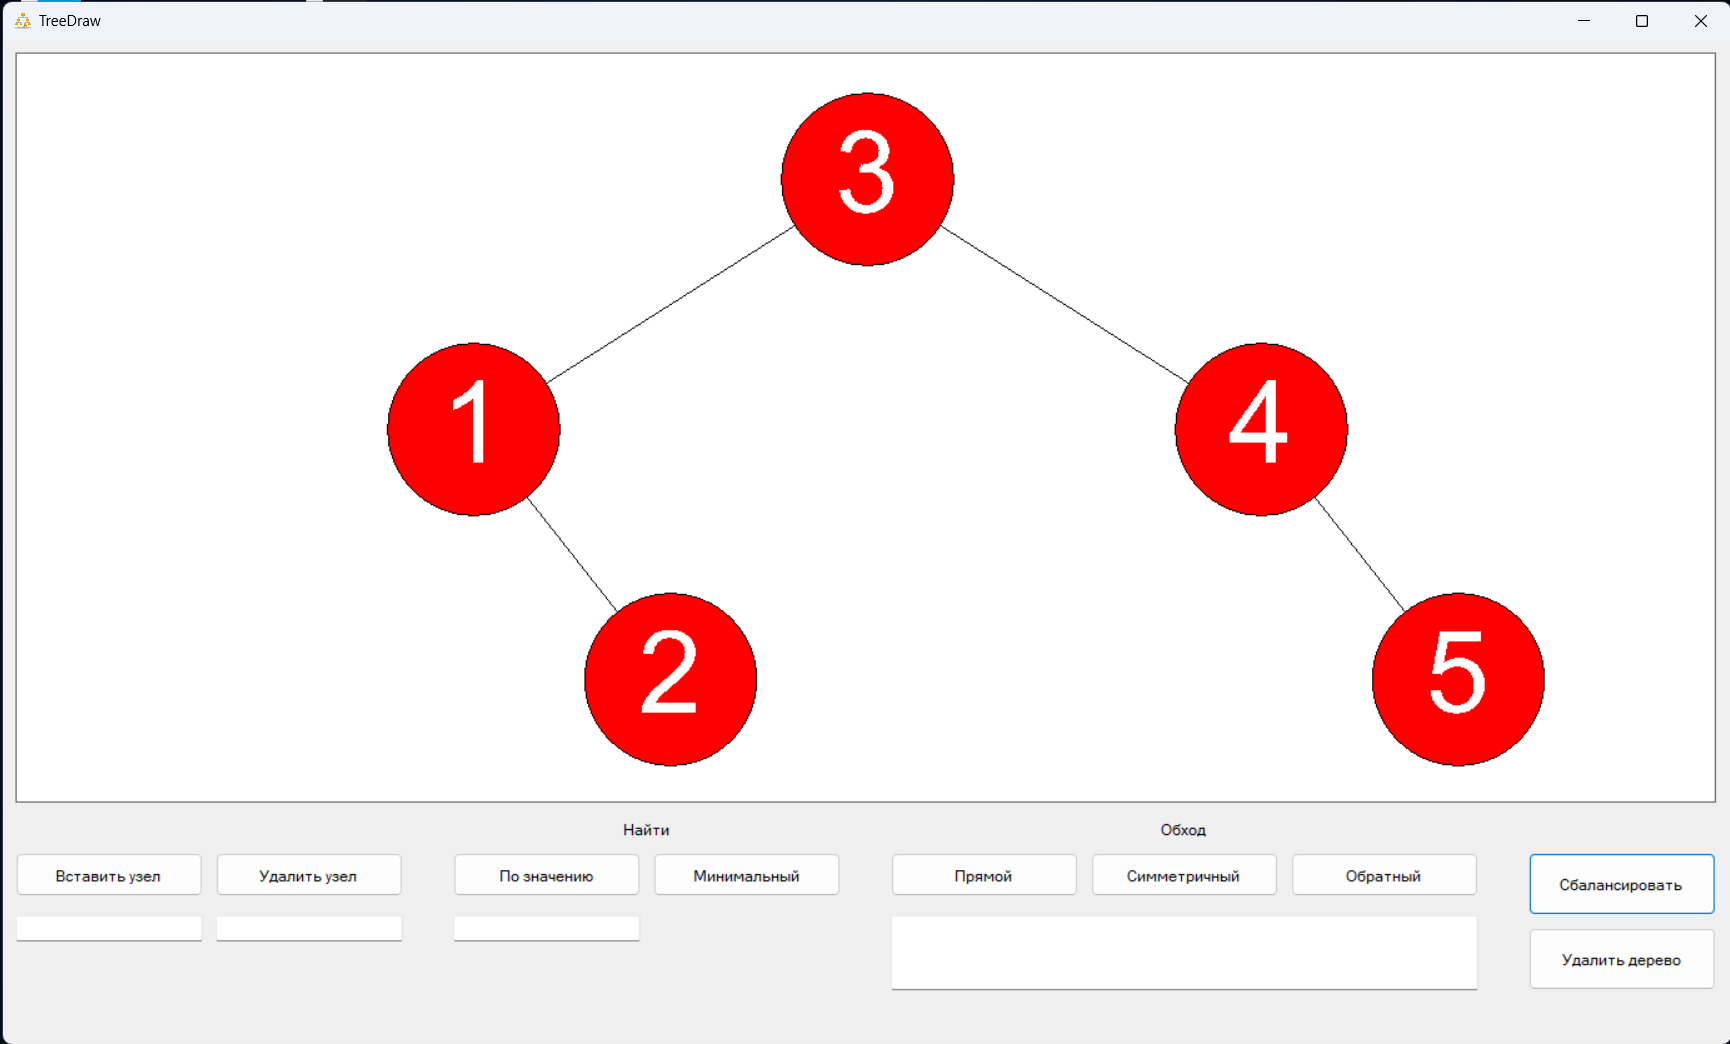 TreeDraw
3
1
4
2
5
Найти
Обход
Вставить узел
Удалить узел
По значению
Минимальный
Прямой
Симметричный
Обратный
Сбалансировать
Удалить дерево